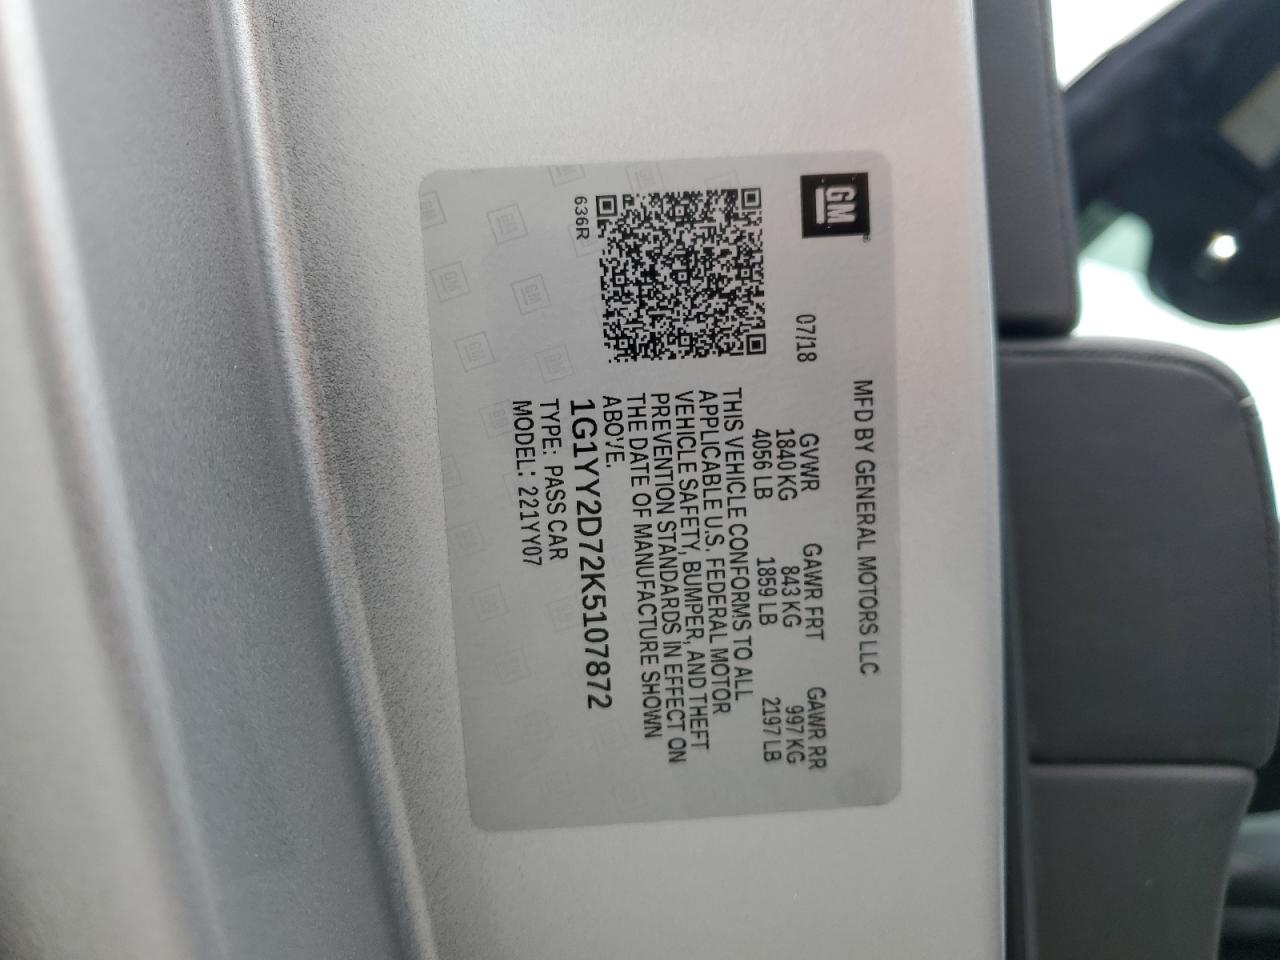 GM
MFD BY GENERAL MOTORS LLC
07/18 GVWR GAWR FRT GAWR RR
1840 KG 843 KG 997 KG
4056 LB 1859 LB 2197 LB
THIS VEHICLE CONFORMS TO ALL
APPLICABLE U.S. FEDERAL MOTOR
VEHICLE SAFETY, BUMPER, AND THEFT
PREVENTION STANDARDS IN EFFECT ON
THE DATE OF MANUFACTURE SHOWN
ABOVE.
1G1YY2D72K5107872
636R TYPE: PASS CAR
MODEL: 221YY07